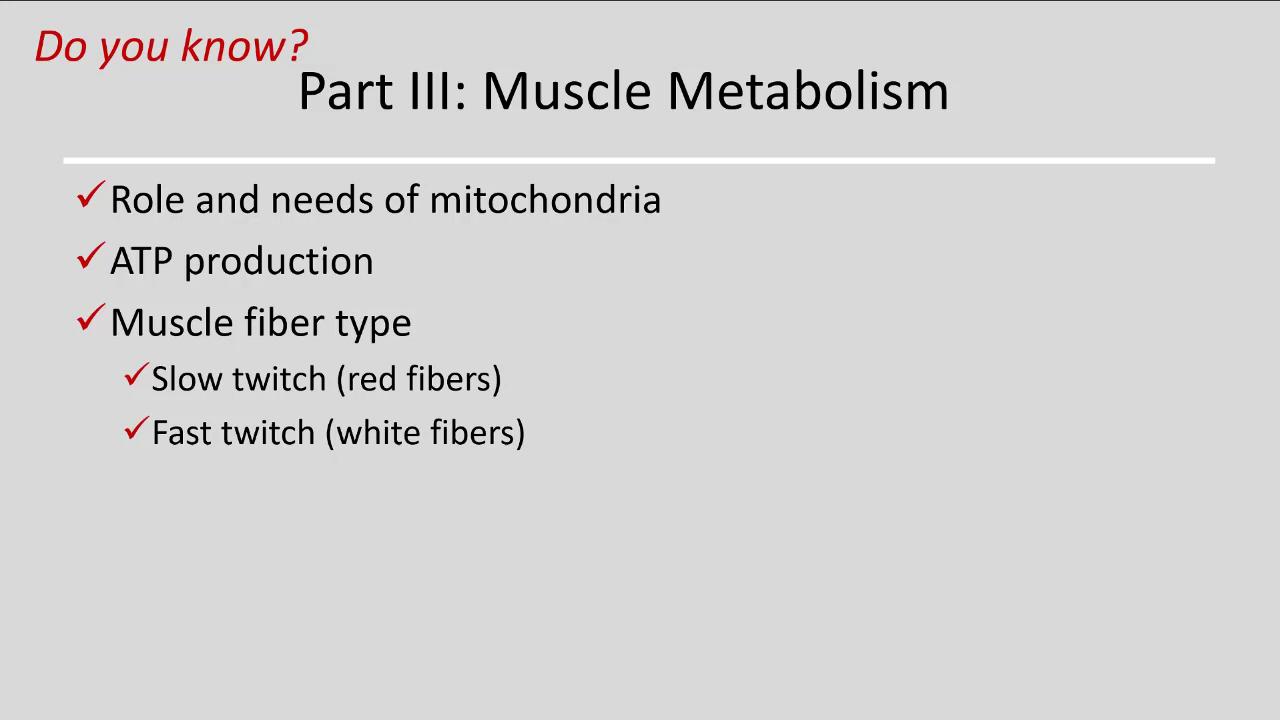 Do you know?
Part III: Muscle Metabolism
✓Role and needs of mitochondria
✓ATP production
✓Muscle fiber type
✓Slow twitch (red fibers)
✓Fast twitch (white fibers)